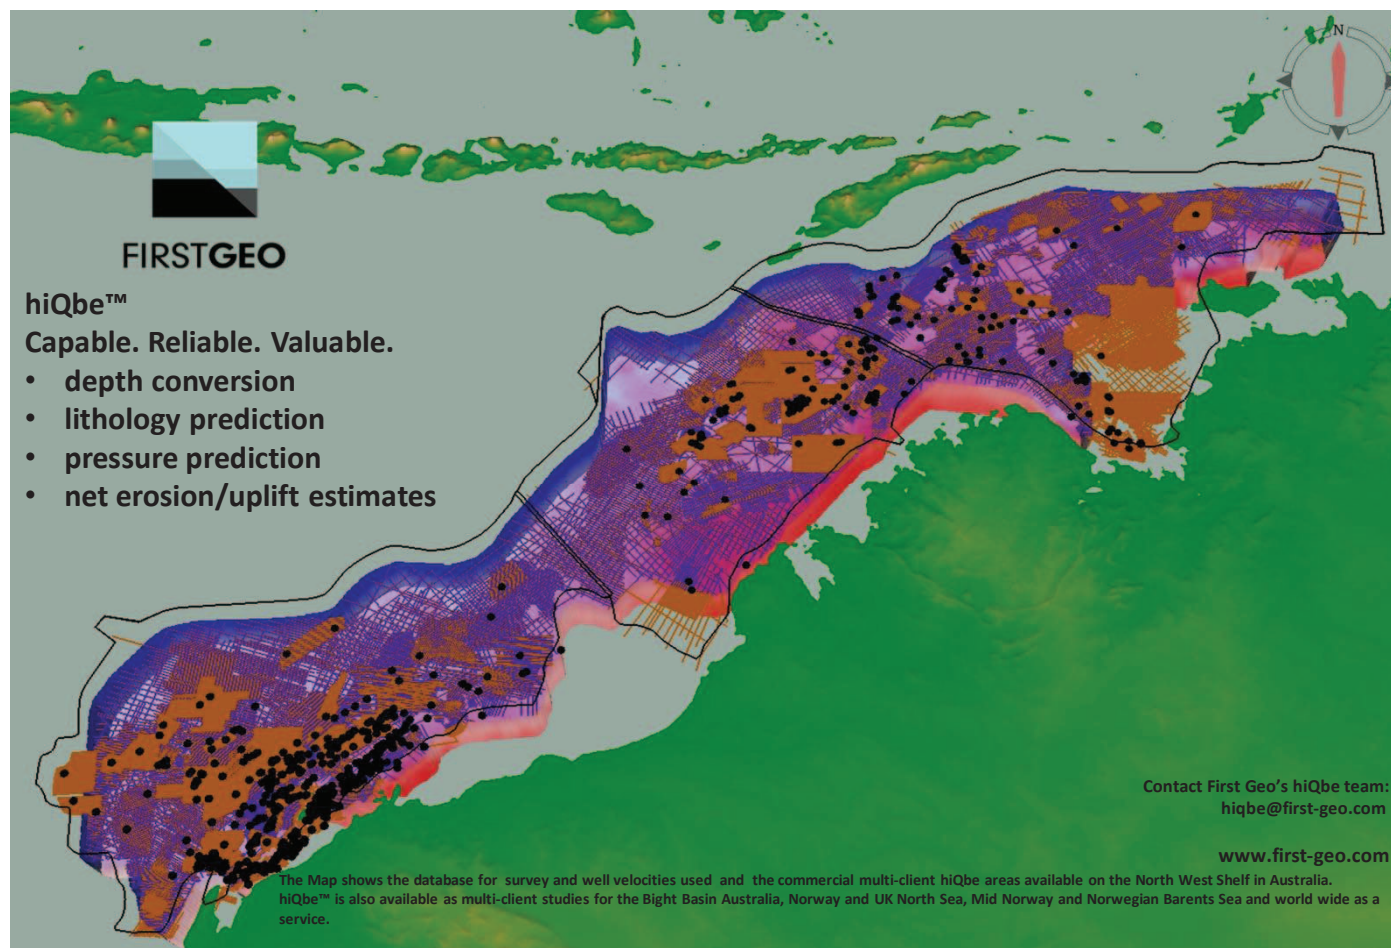 N
FIRSTGEO
hiQbe™
Capable. Reliable. Valuable.
• depth conversion
• lithology prediction
• pressure prediction
• net erosion/uplift estimates
Contact First Geo’s hiQbe team:
hiqbe@first-geo.com
www.first-geo.com
The Map shows the database for survey and well velocities used and the commercial multi-client hiQbe areas available on the North West Shelf in Australia.
hiQbe™ is also available as multi-client studies for the Bight Basin Australia, Norway and UK North Sea, Mid Norway and Norwegian Barents Sea and world wide as a
service.